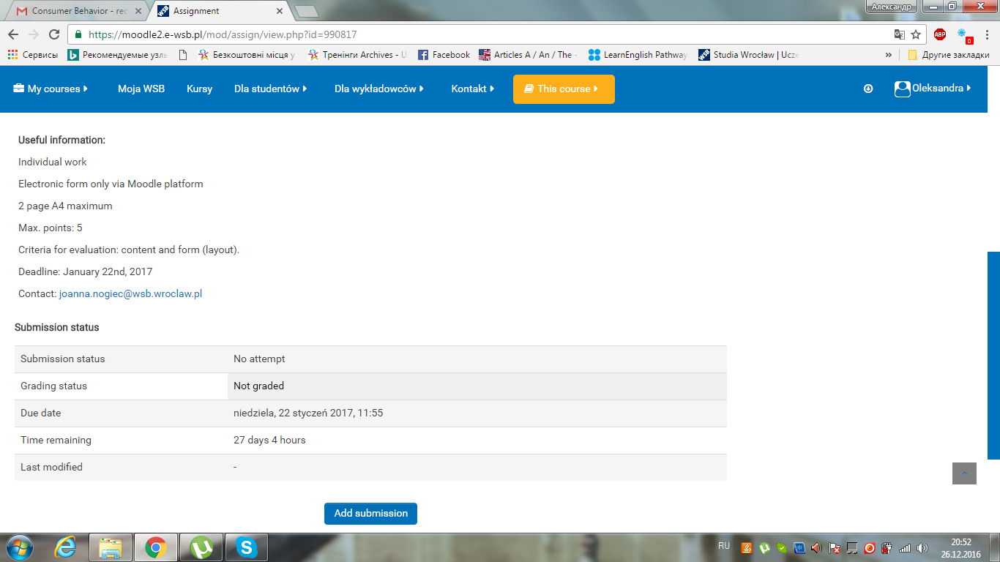 Consumer Behavior - rec
Assignment
Александр
https://moodle2.e-wsb.pl/mod/assign/view.php?id=990817
ABP
0
Сервисы
Рекомендуемые узлы
Безкоштовні місця у
Тренінги Archives - U
Facebook
Articles A / An / The -
LearnEnglish Pathway
WSB
Studia Wrocław | Ucze
»
Другие закладки
My courses
Moja WSB
Kursy
Dla studentów
Dla wykładowców
Kontakt
This course
Oleksandra
Useful information:
Individual work
Electronic form only via Moodle platform
2 page A4 maximum
Max. points: 5
Criteria for evaluation: content and form (layout).
Deadline: January 22nd, 2017
Contact: joanna.nogiec@wsb.wroclaw.pl
Submission status
Submission status No attempt
Grading status Not graded
Due date niedziela, 22 styczeń 2017, 11:55
Time remaining 27 days 4 hours
Last modified -
Add submission
RU
20:52
26.12.2016